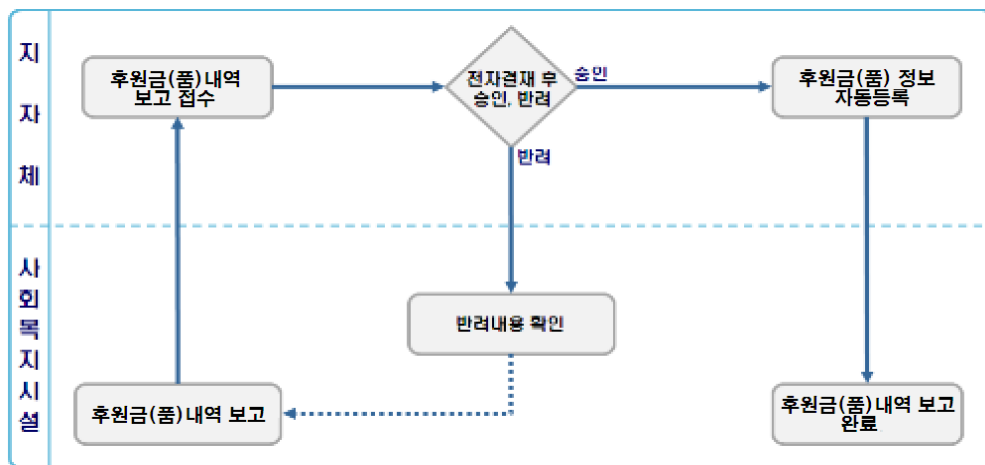 지자체
후원금(품)내역
보고 접수
전자결재 후
승인, 반려
승인
후원금(품) 정보
자동등록
반려
사회복지시설
반려내용 확인
후원금(품)내역 보고
후원금(품)내역 보고
완료